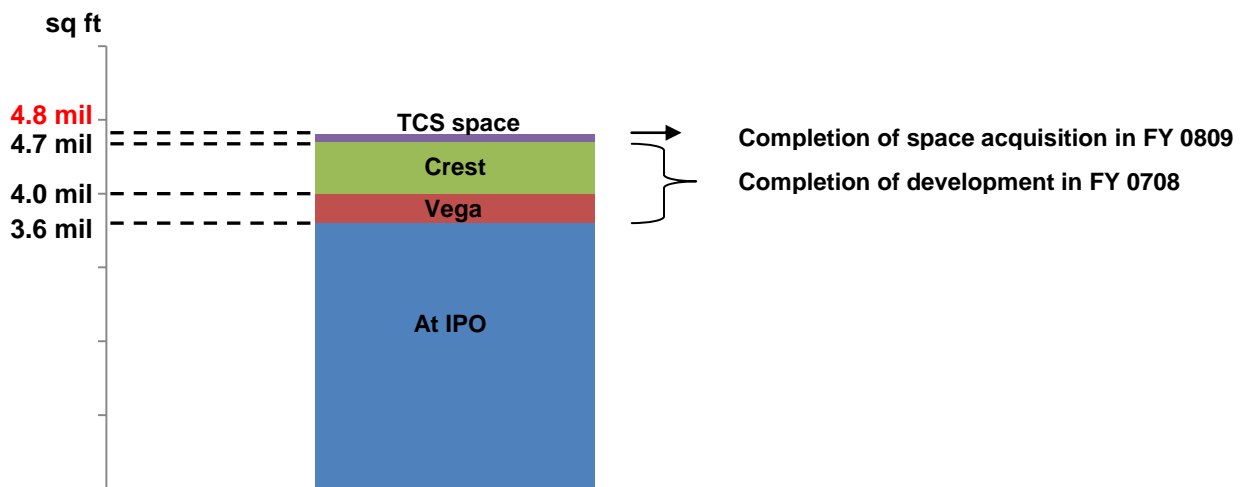 sq ft
4.8 mil
TCS space
Completion of space acquisition in FY 0809
4.7 mil
Crest
Completion of development in FY 0708
4.0 mil
Vega
3.6 mil
At IPO